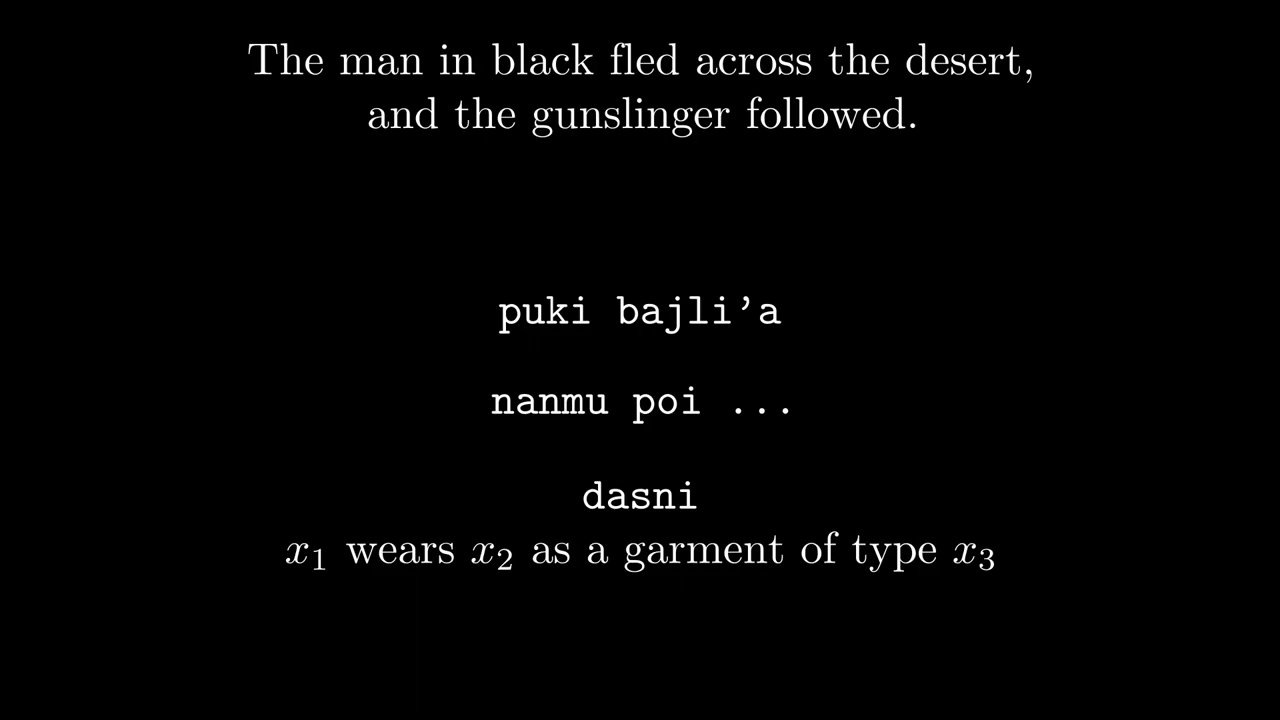 The man in black fled across the desert,
and the gunslinger followed.
puki bajli’a
nanmu poi ...
dasni
x₁ wears x₂ as a garment of type x₃